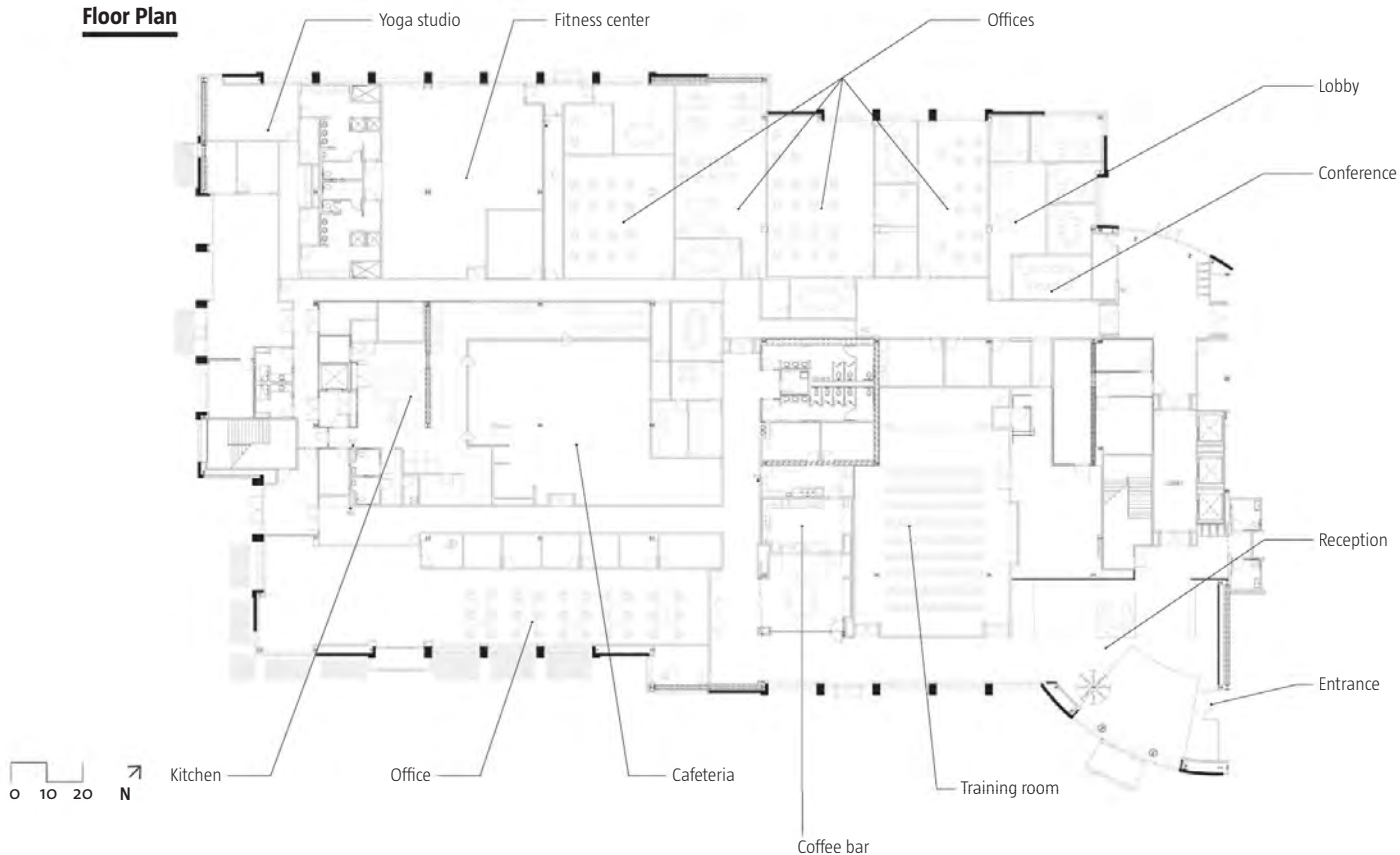 Floor Plan
Yoga studio
Fitness center
Offices
Lobby
Conference
Reception
Entrance
Kitchen
Office
Cafeteria
Training room
Coffee bar
0 10 20
N